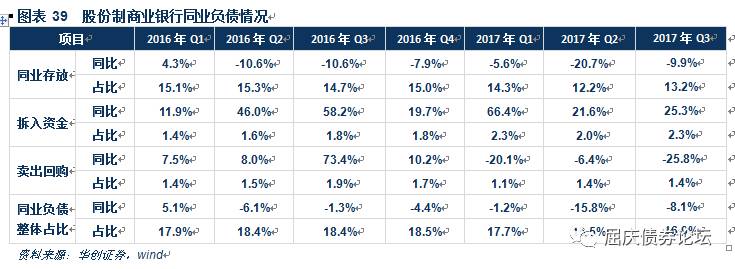 图表 39 股份制商业银行同业负债情况
项目 2016 年 Q1 2016 年 Q2 2016 年 Q3 2016 年 Q4 2017 年 Q1 2017 年 Q2 2017 年 Q3
同业存放 同比 4.3% -10.6% -10.6% -7.9% -5.6% -20.7% -9.9%
占比 15.1% 15.3% 14.7% 15.0% 14.3% 12.2% 13.2%
拆入资金 同比 11.9% 46.0% 58.2% 19.7% 66.4% 21.6% 25.3%
占比 1.4% 1.6% 1.8% 1.8% 2.3% 2.0% 2.3%
卖出回购 同比 7.5% 8.0% 73.4% 10.2% -20.1% -6.4% -25.8%
占比 1.4% 1.5% 1.9% 1.7% 1.1% 1.4% 1.4%
同业负债 同比 5.1% -6.1% -1.3% -4.4% -1.2% -15.8% -8.1%
整体占比 占比 17.9% 18.4% 18.4% 18.5% 17.7%
屈庆债券论坛
资料来源：华创证券，wind